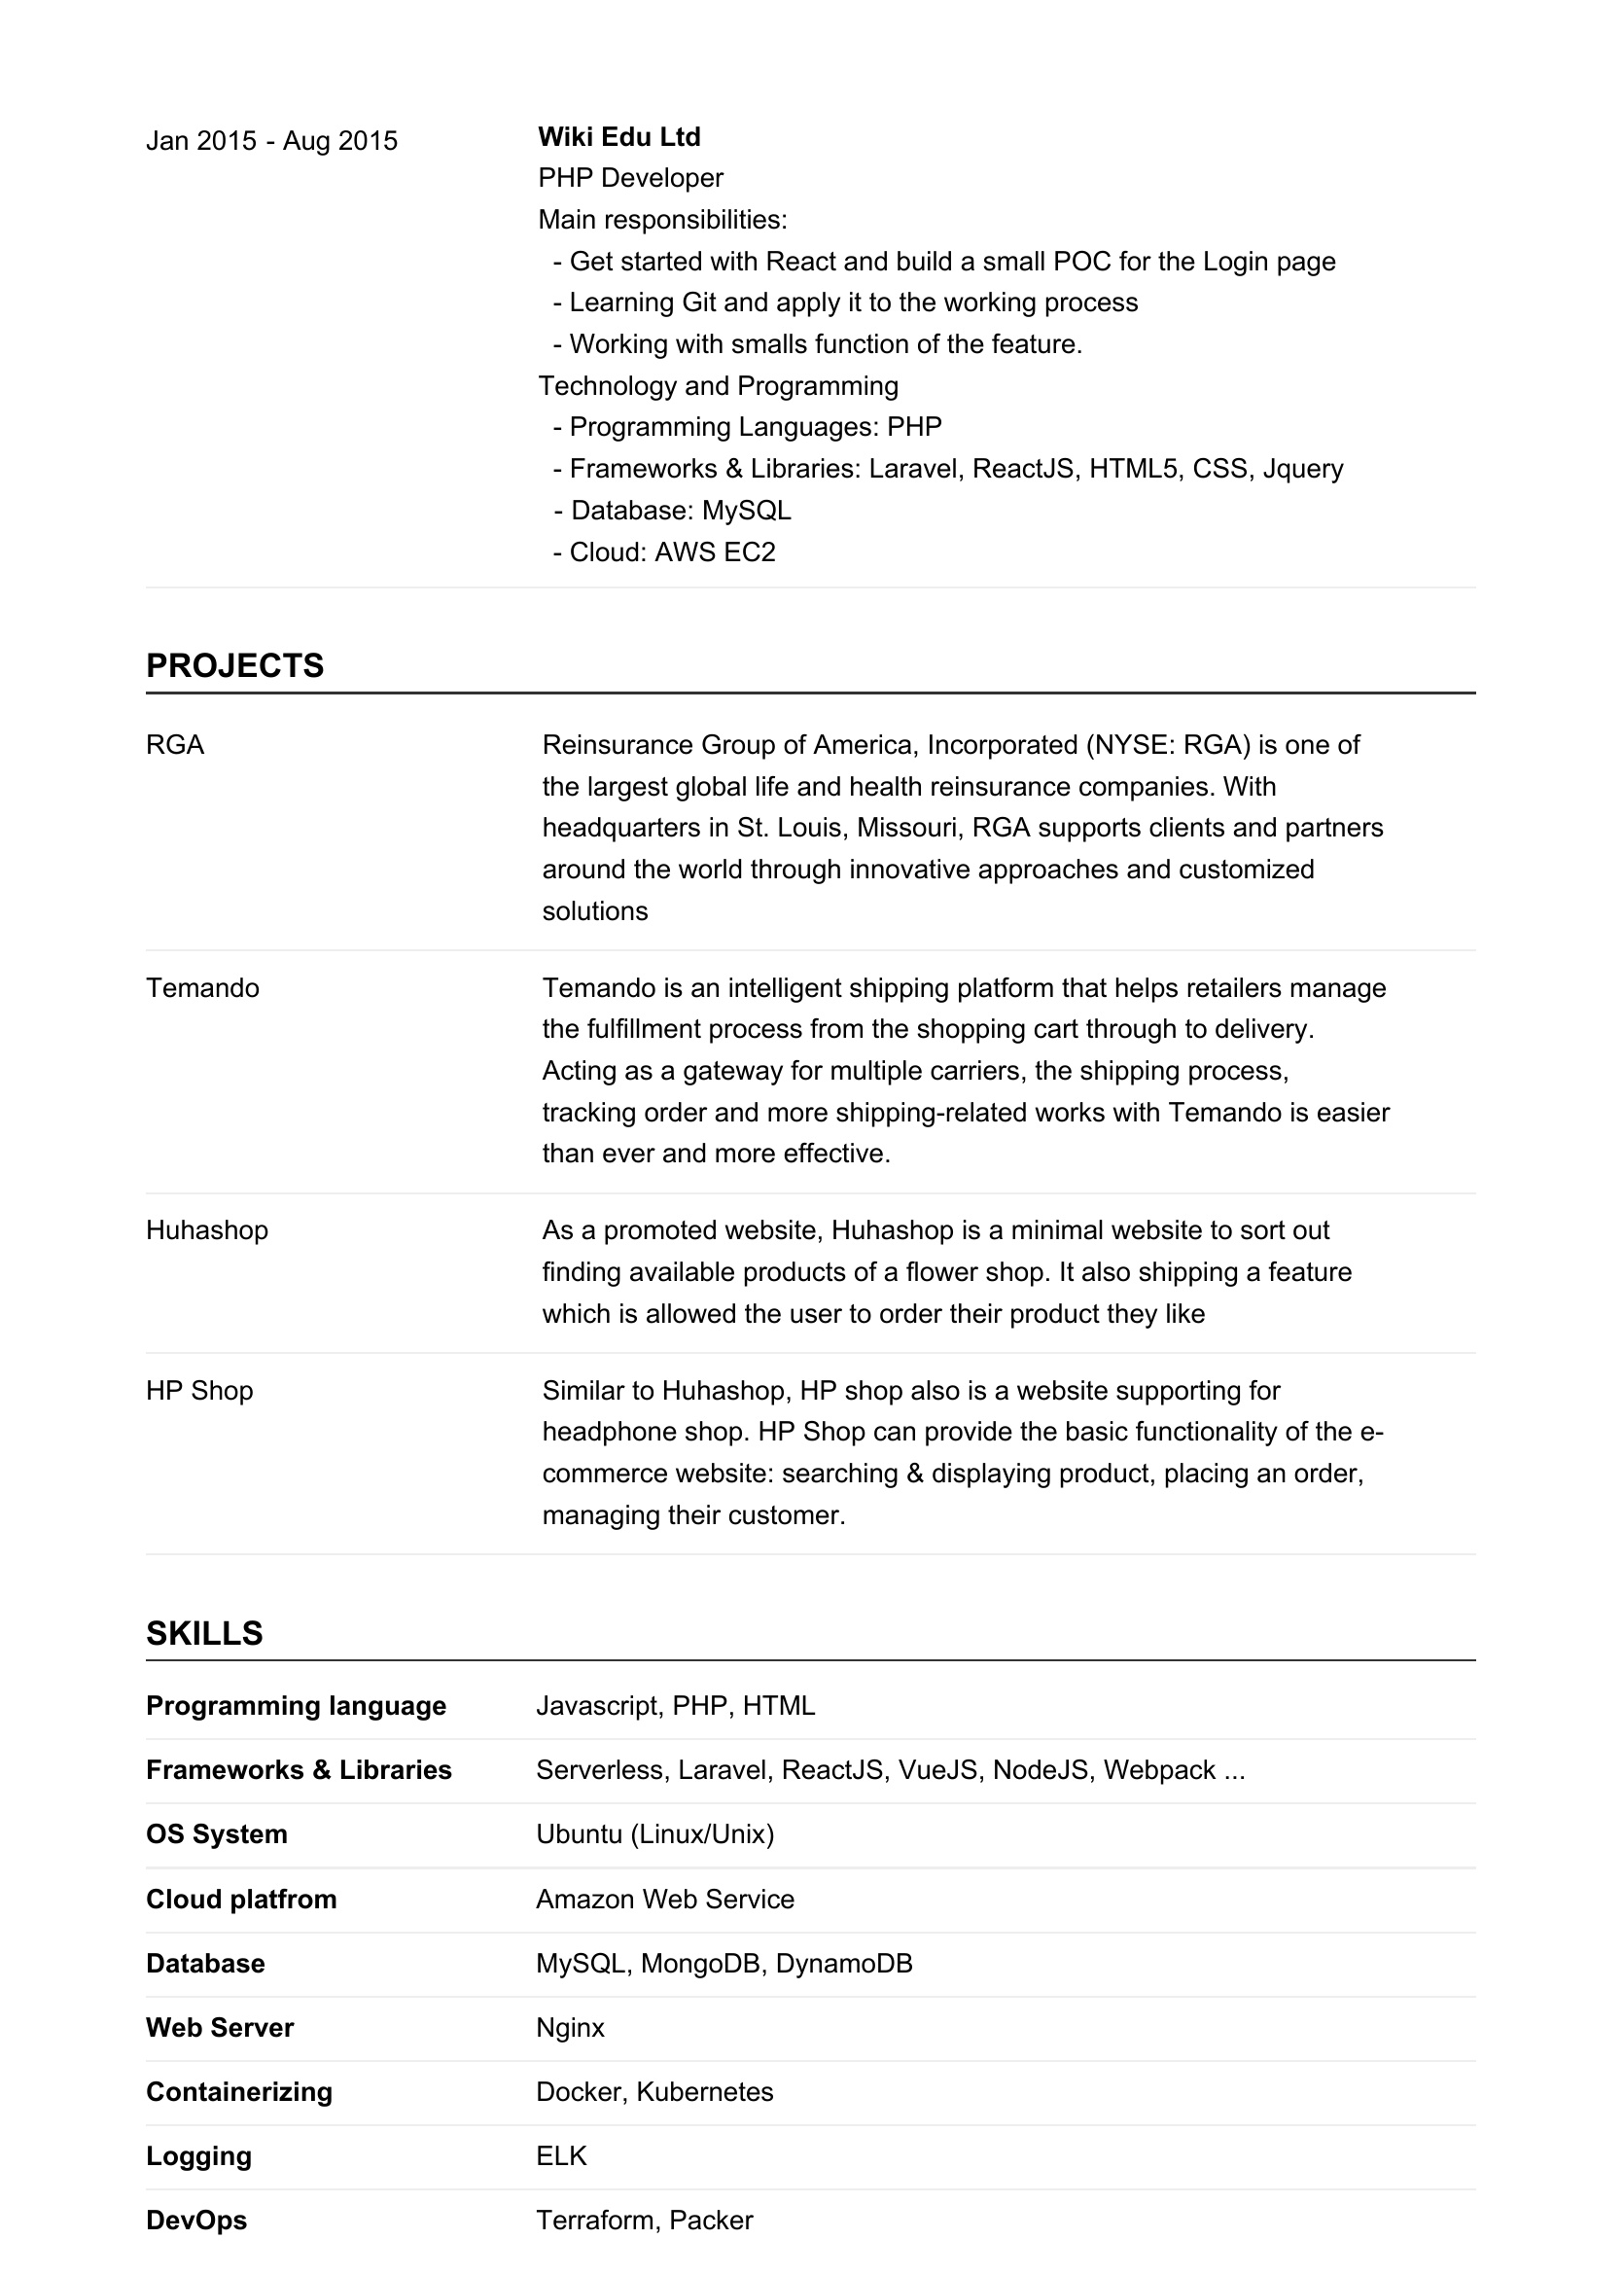 Jan 2015 - Aug 2015
Wiki Edu Ltd
PHP Developer
Main responsibilities:
- Get started with React and build a small POC for the Login page
- Learning Git and apply it to the working process
- Working with smalls function of the feature.
Technology and Programming
- Programming Languages: PHP
- Frameworks & Libraries: Laravel, ReactJS, HTML5, CSS, Jquery
- Database: MySQL
- Cloud: AWS EC2
PROJECTS
RGA
Reinsurance Group of America, Incorporated (NYSE: RGA) is one of
the largest global life and health reinsurance companies. With
headquarters in St. Louis, Missouri, RGA supports clients and partners
around the world through innovative approaches and customized
solutions
Temando
Temando is an intelligent shipping platform that helps retailers manage
the fulfillment process from the shopping cart through to delivery.
Acting as a gateway for multiple carriers, the shipping process,
tracking order and more shipping-related works with Temando is easier
than ever and more effective.
Huhashop
As a promoted website, Huhashop is a minimal website to sort out
finding available products of a flower shop. It also shipping a feature
which is allowed the user to order their product they like
HP Shop
Similar to Huhashop, HP shop also is a website supporting for
headphone shop. HP Shop can provide the basic functionality of the e-
commerce website: searching & displaying product, placing an order,
managing their customer.
SKILLS
Programming language Javascript, PHP, HTML
Frameworks & Libraries Serverless, Laravel, ReactJS, VueJS, NodeJS, Webpack ...
OS System Ubuntu (Linux/Unix)
Cloud platfrom Amazon Web Service
Database MySQL, MongoDB, DynamoDB
Web Server Nginx
Containerizing Docker, Kubernetes
Logging ELK
DevOps Terraform, Packer